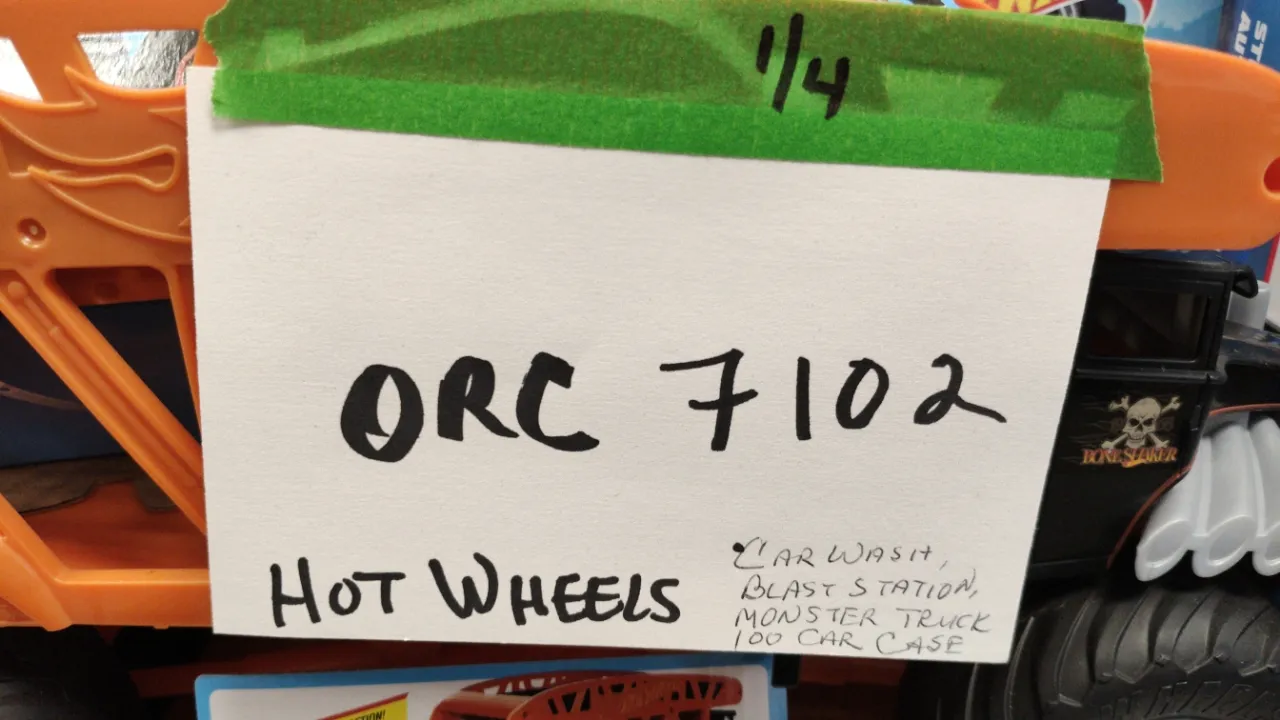 1/4
ORC 7102
HOT WHEELS
CAR WASH,
BLAST STATION,
MONSTER TRUCK
100 CAR CASE
BONE SHAKER